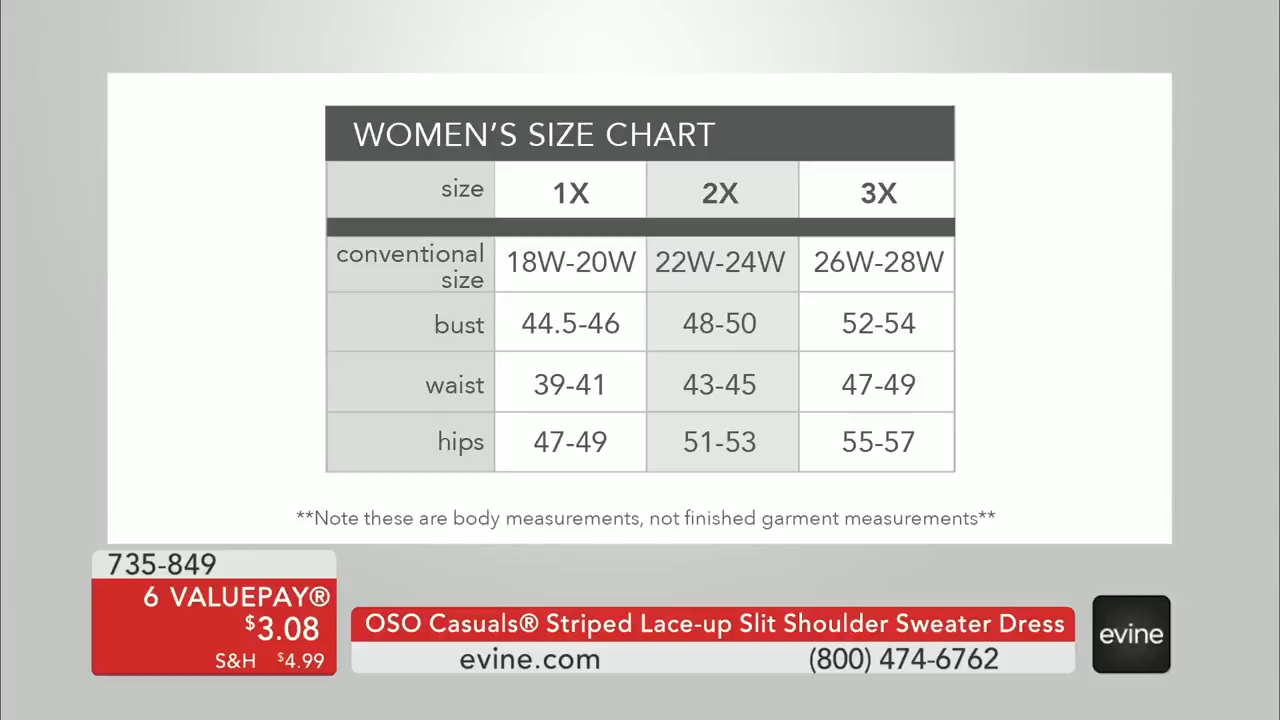 WOMEN'S SIZE CHART
size 1X 2X 3X
conventional size 18W-20W 22W-24W 26W-28W
bust 44.5-46 48-50 52-54
waist 39-41 43-45 47-49
hips 47-49 51-53 55-57
**Note these are body measurements, not finished garment measurements**
735-849
6 VALUEPAY®
$3.08
S&H $4.99
OSO Casuals® Striped Lace-up Slit Shoulder Sweater Dress
evine.com (800) 474-6762
evine